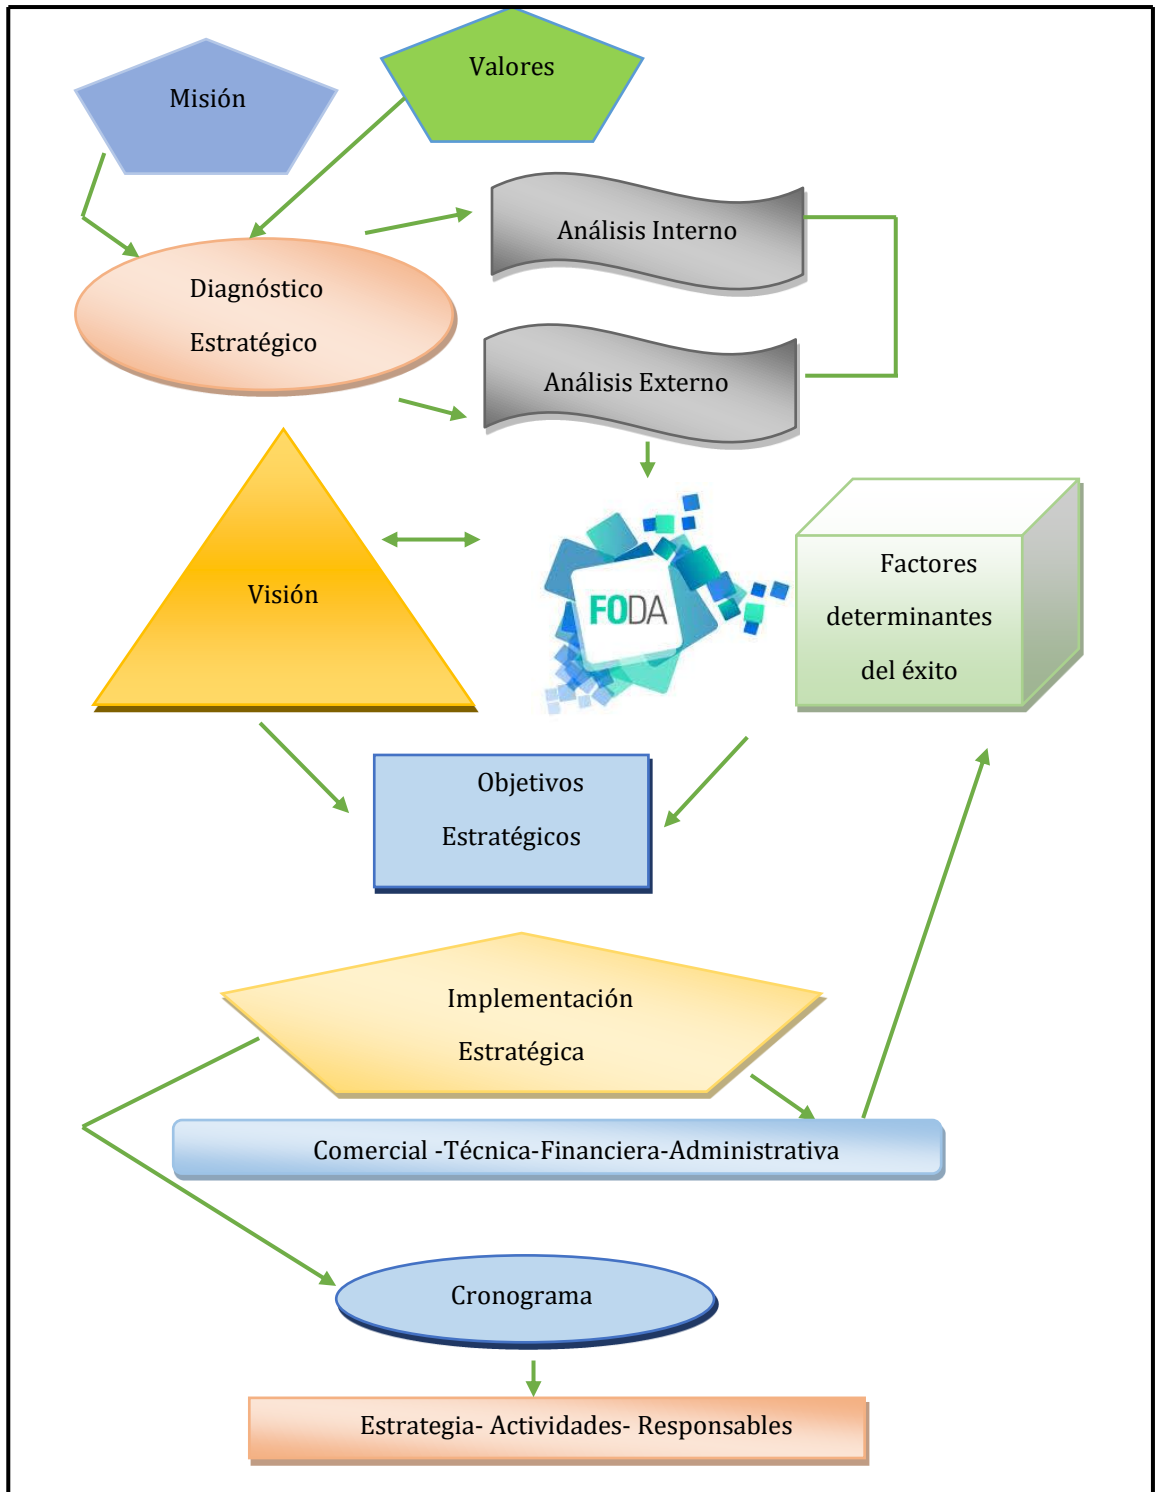 Valores
Misión
Análisis Interno
Diagnóstico
Estratégico
Análisis Externo
Visión
FODA
Factores
determinantes
del éxito
Objetivos
Estratégicos
Implementación
Estratégica
Comercial -Técnica-Financiera-Administrativa
Cronograma
Estrategia- Actividades- Responsables